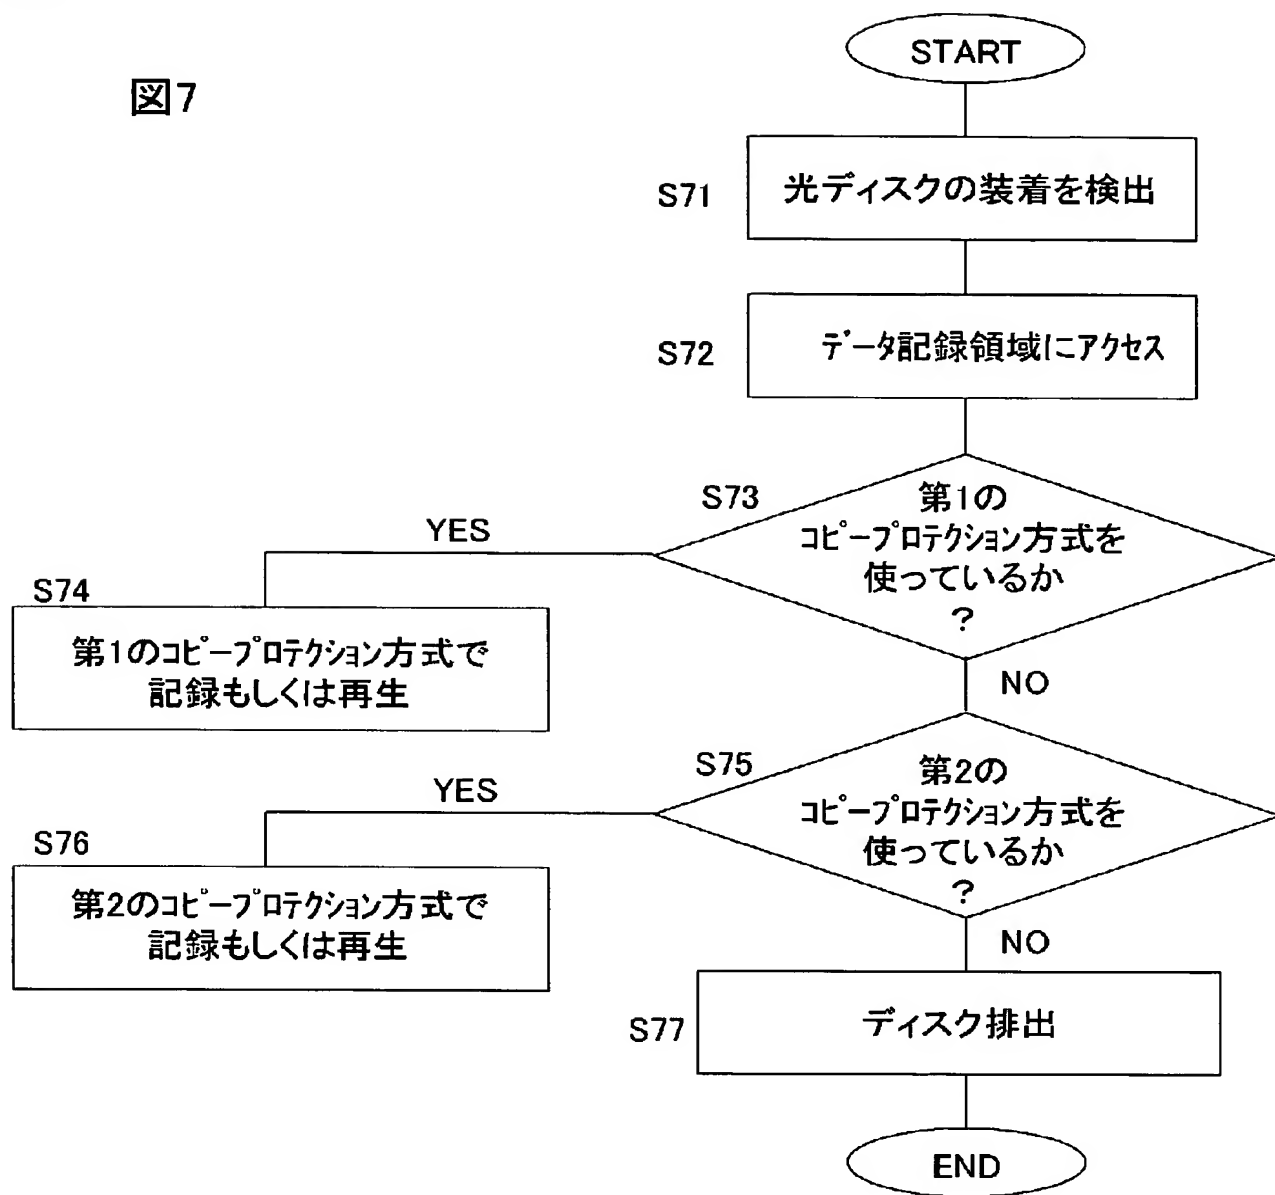 図7
START
S71
光ディスクの装着を検出
S72
データ記録領域にアクセス
S73
第1の
コピープロテクション方式を
使っているか
?
YES
S74
第1のコピープロテクション方式で
記録もしくは再生
NO
S75
第2の
コピープロテクション方式を
使っているか
?
YES
S76
第2のコピープロテクション方式で
記録もしくは再生
NO
S77
ディスク排出
END